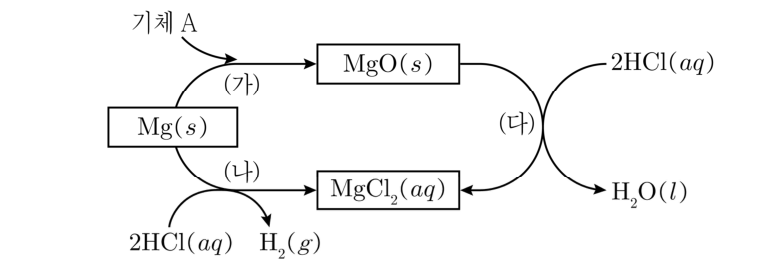 기체 A
MgO(s)
2HCl(aq)
(가)
Mg(s)
(다)
(나)
MgCl₂(aq)
H₂O(l)
2HCl(aq)
H₂(g)